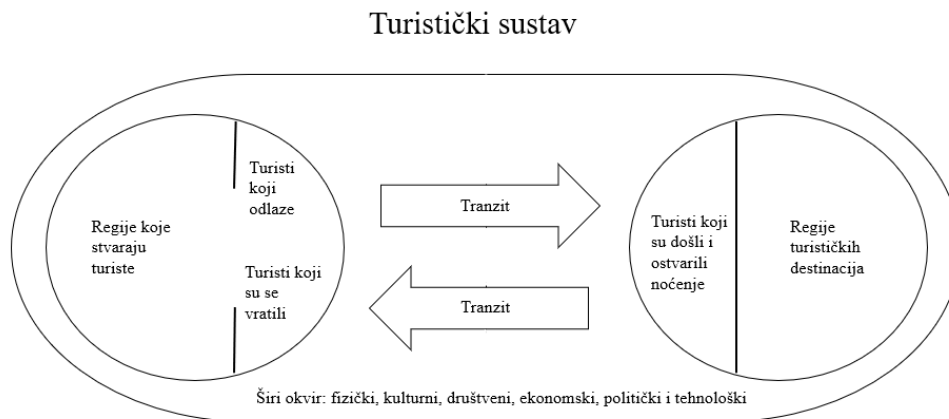 Turistički sustav
Regije koje
stvaraju
turiste
Turisti
koji
odlaze
Turisti koji
su se
vratili
Tranzit
Tranzit
Turisti koji
su došli i
ostvarili
noćenje
Regije
turističkih
destinacija
Širi okvir: fizički, kulturni, društveni, ekonomski, politički i tehnološki